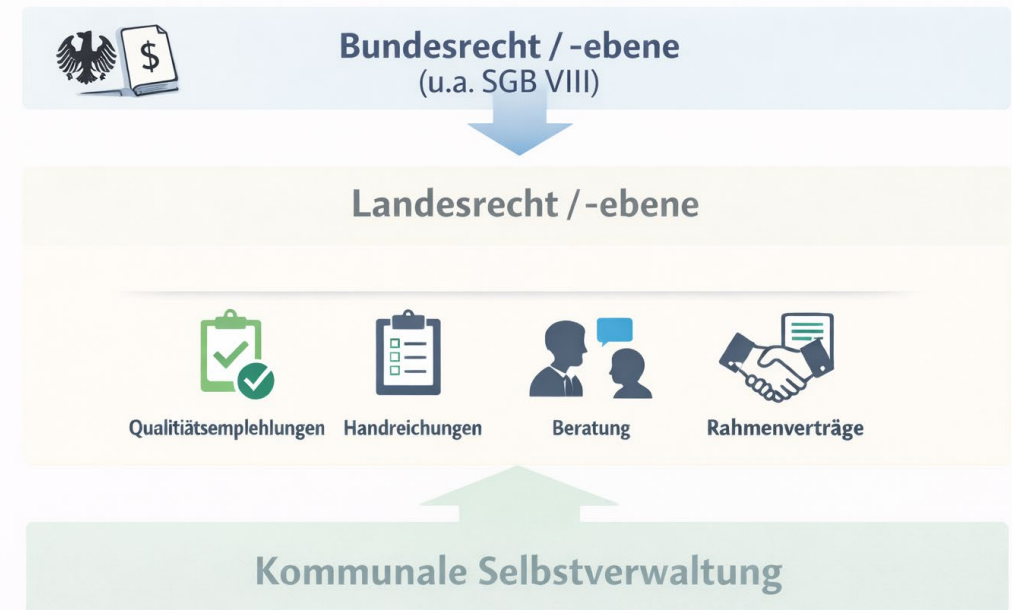 $
Bundesrecht / -ebene
(u.a. SGB VIII)
Landesrecht / -ebene
Qualitiätsemplehlungen Handreichungen Beratung Rahmenverträge
Kommunale Selbstverwaltung